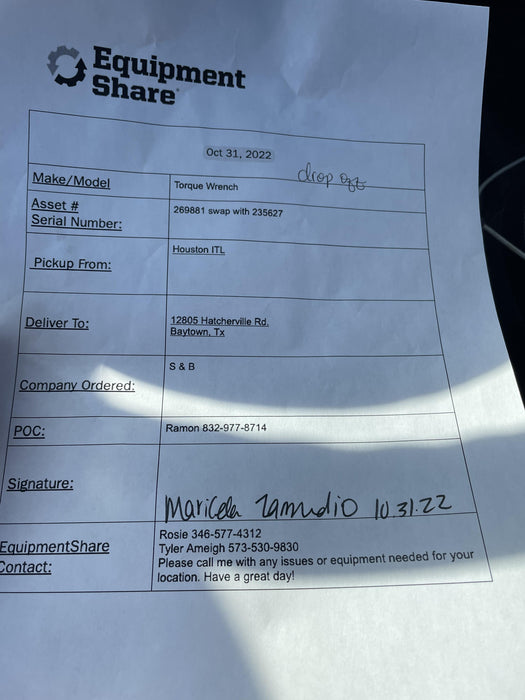 Equipment
Share
Oct 31, 2022
drop off
Make/Model
Torque Wrench
Asset #
Serial Number:
269881 swap with 235627
Pickup From:
Houston ITL
Deliver To:
12805 Hatcherville Rd.
Baytown, Tx
Company Ordered:
S & B
POC:
Ramon 832-977-8714
Signature:
Maricela Zamudio 10.31.22
EquipmentShare
Contact:
Rosie 346-577-4312
Tyler Ameigh 573-530-9830
Please call me with any issues or equipment needed for your
location. Have a great day!